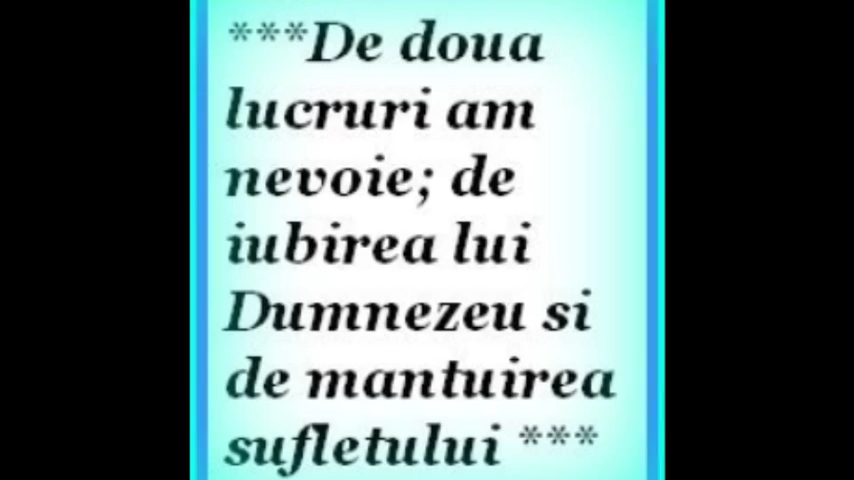 ***De doua
lucruri am
nevoie; de
iubirea lui
Dumnezeu si
de mantuirea
sufletului ***